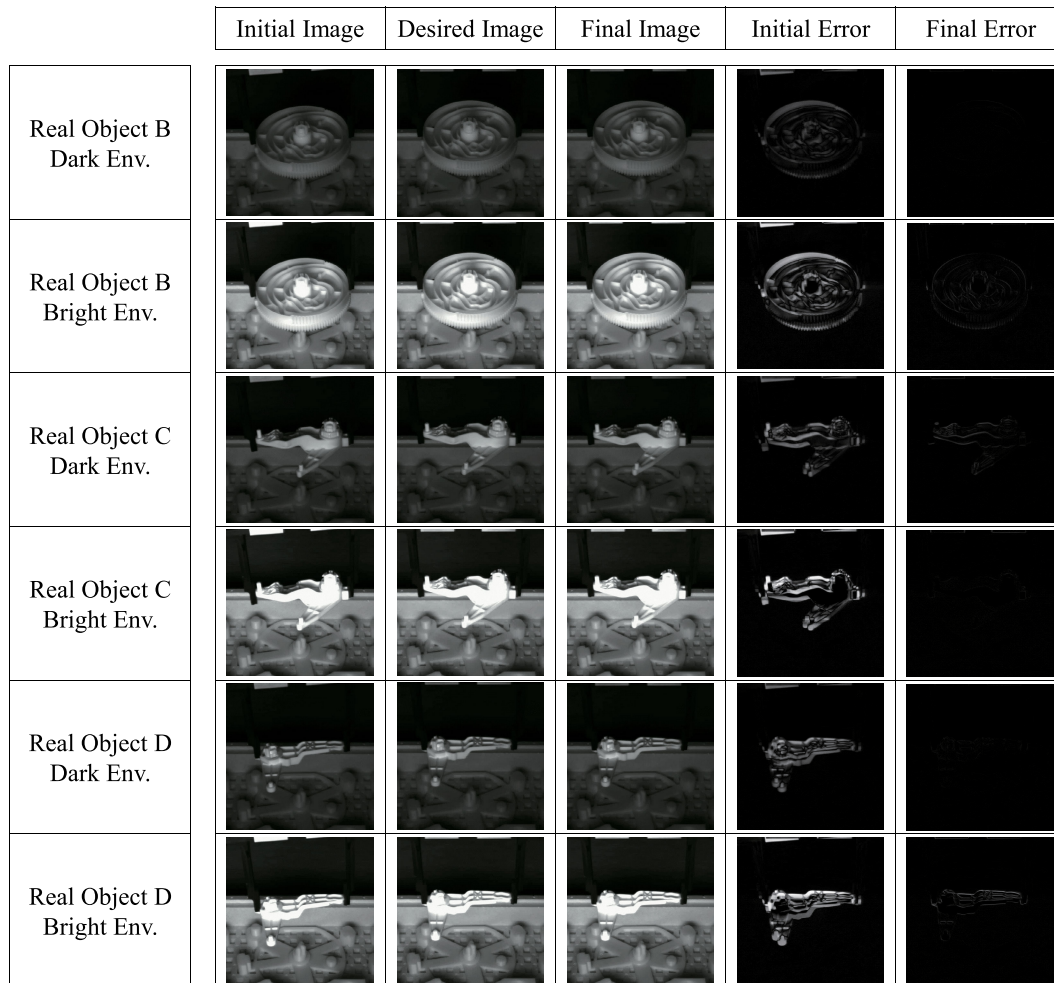 Initial Image Desired Image Final Image Initial Error Final Error
Real Object B
Dark Env.
Real Object B
Bright Env.
Real Object C
Dark Env.
Real Object C
Bright Env.
Real Object D
Dark Env.
Real Object D
Bright Env.